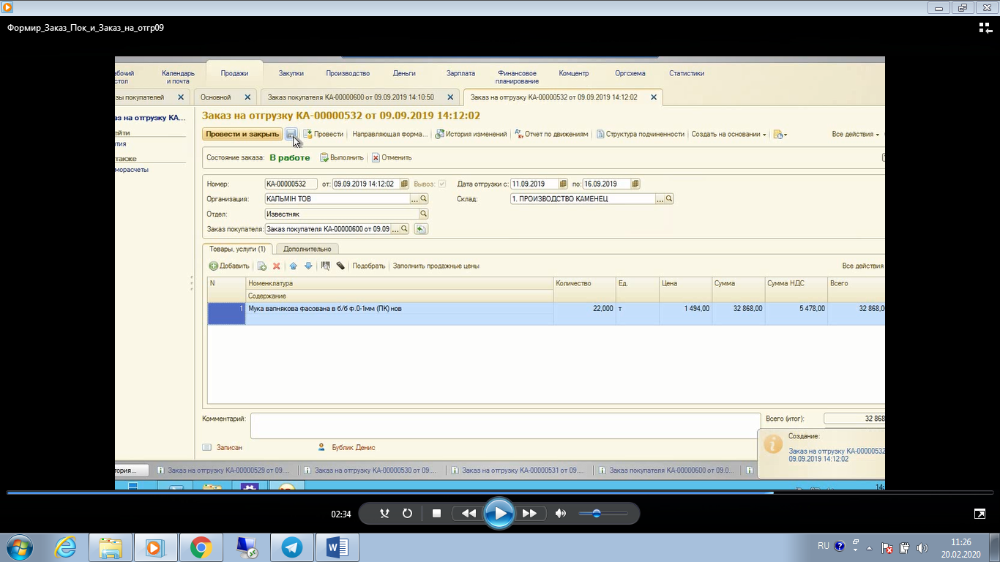 Формир_Заказ_Пок_и_Заказ_на_отгр09
абочий стол Календарь и почта Продажи Закупки Производство Деньги Зарплата Финансовое планирование Комцентр Оргсхема Статистики
зы покупателей Основной Заказ покупателя КА-00000600 от 09.09.2019 14:10:50 Заказ на отгрузку КА-00000532 от 09.09.2019 14:12:02
аз на отгрузку КА...
ейти
тия
также
морасчеты
Заказ на отгрузку КА-00000532 от 09.09.2019 14:12:02
Провести и закрыть Провести Направляющая форма... История изменений Дт Кт Отчет по движениям Структура подчиненности Создать на основании Все действия
Состояние заказа: В работе Выполнить Отменить
Номер: КА-00000532 от: 09.09.2019 14:12:02 Вывоз: Дата отгрузки с: 11.09.2019 по: 16.09.2019
Организация: КАЛЬМІН ТОВ ... Склад: 1. ПРОИЗВОДСТВО КАМЕНЕЦ ...
Отдел: Известняк
Заказ покупателя: Заказ покупателя КА-00000600 от 09.09 ...
Товары, услуги (1) Дополнительно
Добавить Подобрать Заполнить продажные цены Все действия
N Номенклатура Количество Ед. Цена Сумма Сумма НДС Всего
Содержание
1 Мука вапнякова фасована в б/б ф.0-1мм (ПК) нов 22,000 т 1 494,00 32 868,00 5 478,00 32 868,0
Комментарий: Всего (итог): 32 868
Записан Бублик Денис
Создание:
Заказ на отгрузку КА-00000532
09.09.2019 14:12:02
тория... Заказ на отгрузку КА-00000529 от 09.... Заказ на отгрузку КА-00000530 от 09.... Заказ на отгрузку КА-00000531 от 09.... Заказ покупателя КА-00000600 от 09.0...
14:
02:34
RU 11:26
20.02.2020